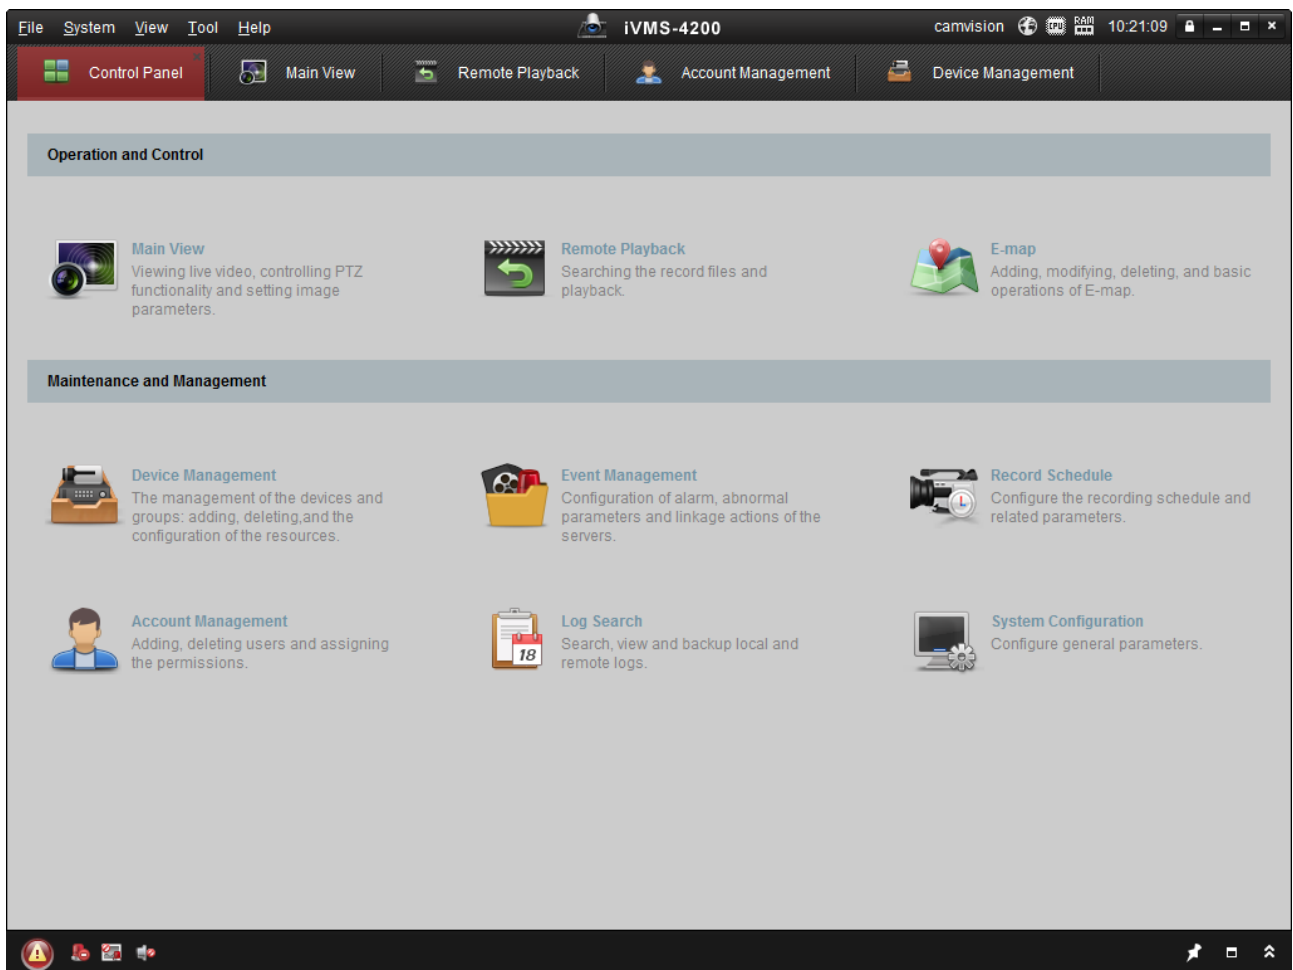 File System View Tool Help iVMS-4200 camvision CPU RAM 10:21:09
Control Panel Main View Remote Playback Account Management Device Management
Operation and Control
Main View
Viewing live video, controlling PTZ
functionality and setting image
parameters.
Remote Playback
Searching the record files and
playback.
E-map
Adding, modifying, deleting, and basic
operations of E-map.
Maintenance and Management
Device Management
The management of the devices and
groups: adding, deleting,and the
configuration of the resources.
Event Management
Configuration of alarm, abnormal
parameters and linkage actions of the
servers.
Record Schedule
Configure the recording schedule and
related parameters.
Account Management
Adding, deleting users and assigning
the permissions.
18
Log Search
Search, view and backup local and
remote logs.
System Configuration
Configure general parameters.